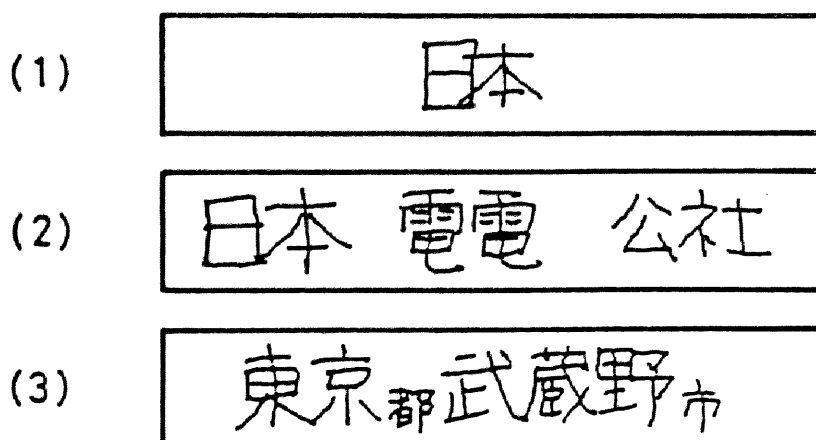 (1) 日本
(2) 日本 電電 公社
(3) 東京都武蔵野市